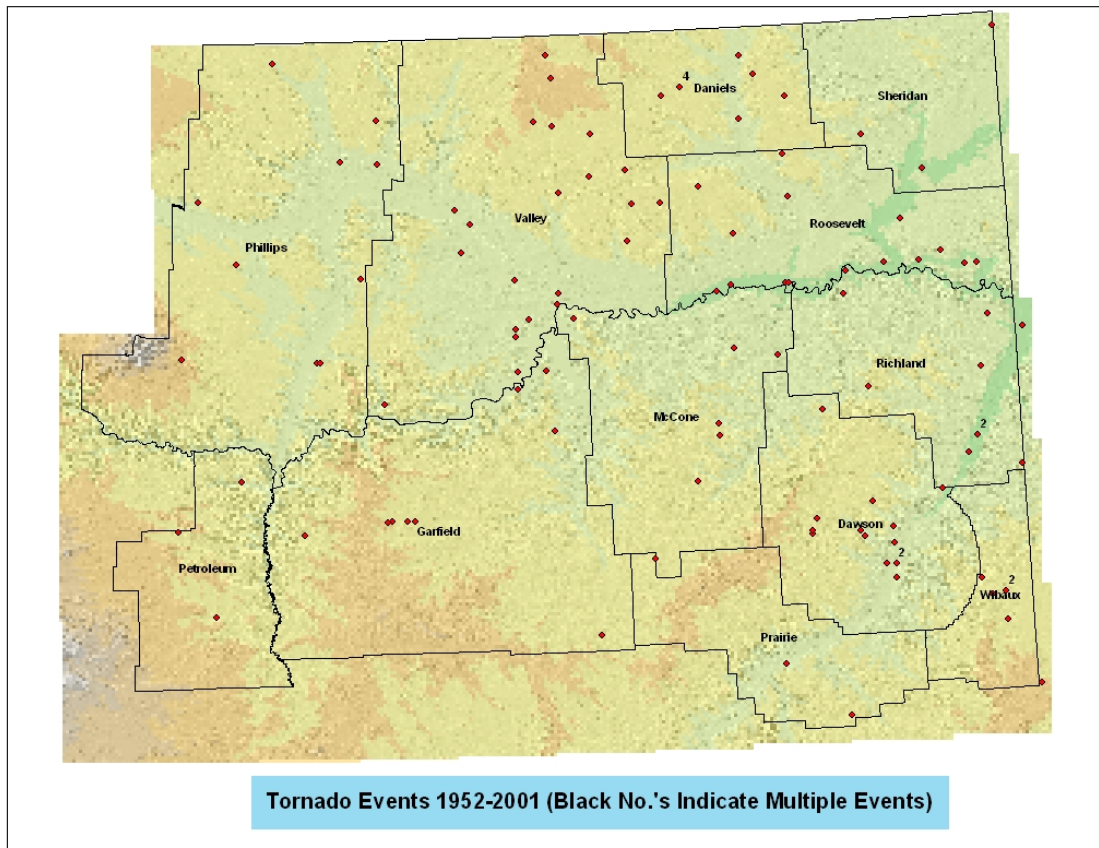 4
Daniels
Sheridan
Valley
Roosevelt
Phillips
Richland
McCone
2
Garfield
Dawson
2
Petroleum
2
Wibaux
Prairie
Tornado Events 1952-2001 (Black No.'s Indicate Multiple Events)